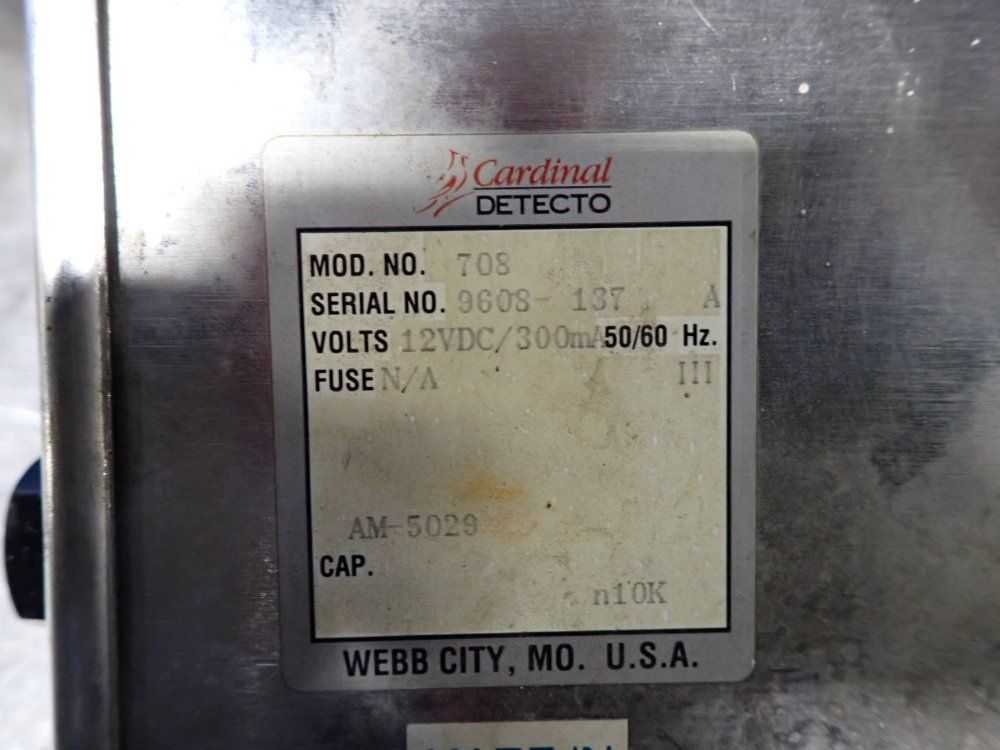 Cardinal
DETECTO
MOD. NO. 708
SERIAL NO. 9608- 137 A
VOLTS 12VDC/300mA 50/60 Hz.
FUSE N/A III
AM-5029
CAP.
n10K
WEBB CITY, MO. U.S.A.